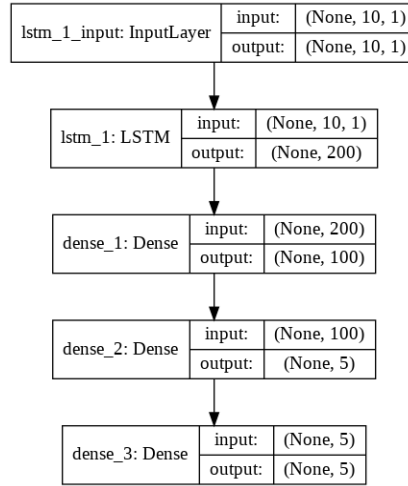 lstm_1_input: InputLayer
input: (None, 10, 1)
output: (None, 10, 1)
lstm_1: LSTM
input: (None, 10, 1)
output: (None, 200)
dense_1: Dense
input: (None, 200)
output: (None, 100)
dense_2: Dense
input: (None, 100)
output: (None, 5)
dense_3: Dense
input: (None, 5)
output: (None, 5)